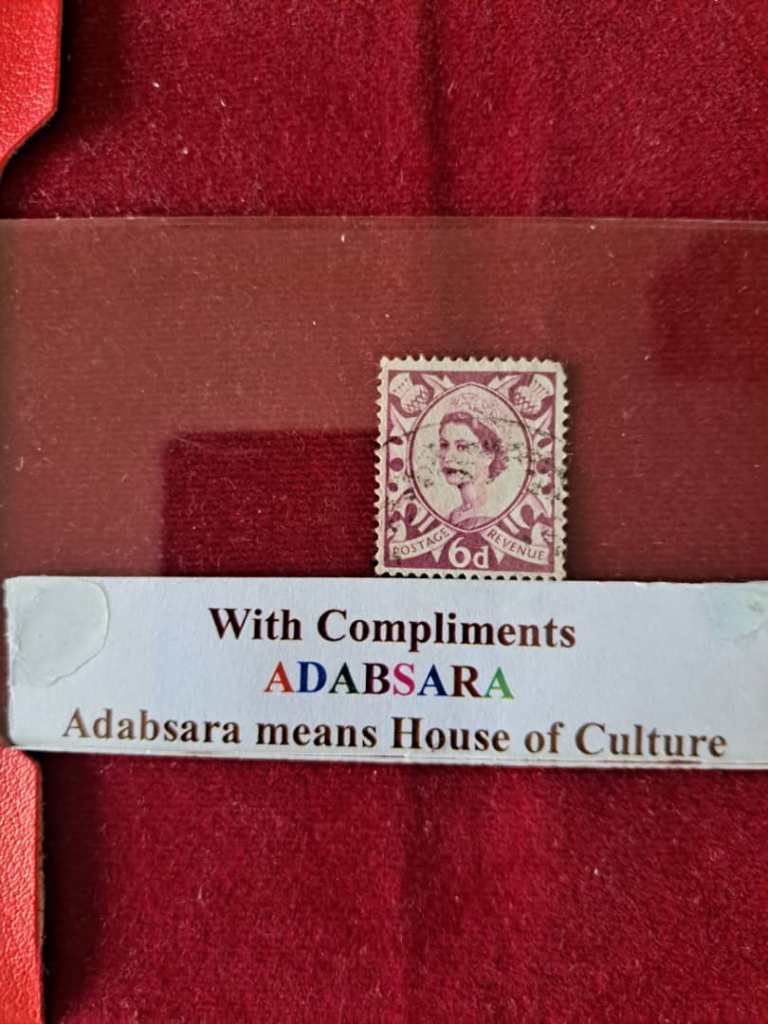 POSTAGE REVENUE
6d
With Compliments
ADABSARA
Adabsara means House of Culture